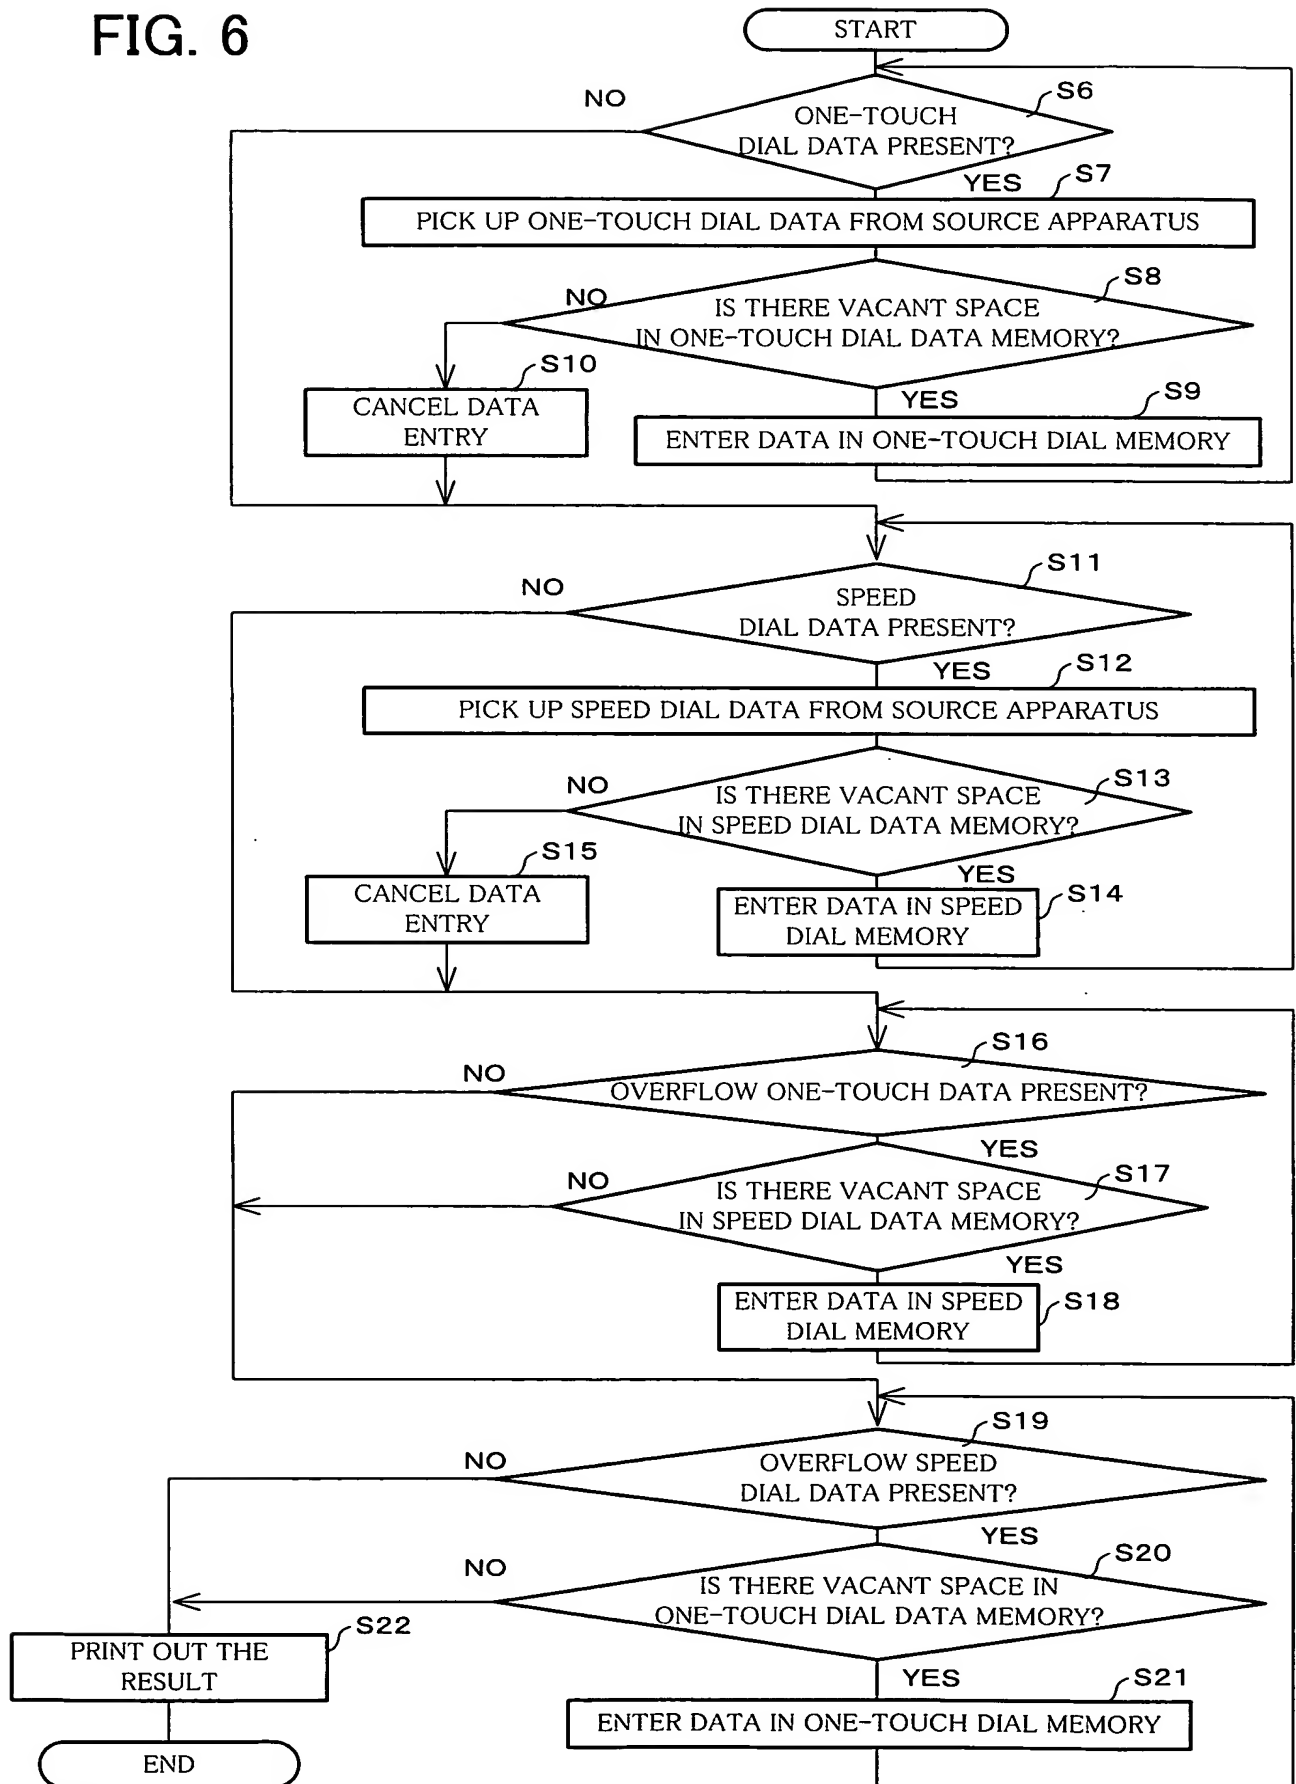 FIG. 6
START
NO
S6
ONE-TOUCH
DIAL DATA PRESENT?
YES
S7
PICK UP ONE-TOUCH DIAL DATA FROM SOURCE APPARATUS
S8
NO
IS THERE VACANT SPACE
IN ONE-TOUCH DIAL DATA MEMORY?
S10
CANCEL DATA
ENTRY
YES
S9
ENTER DATA IN ONE-TOUCH DIAL MEMORY
S11
NO
SPEED
DIAL DATA PRESENT?
YES
S12
PICK UP SPEED DIAL DATA FROM SOURCE APPARATUS
S13
NO
IS THERE VACANT SPACE
IN SPEED DIAL DATA MEMORY?
S15
CANCEL DATA
ENTRY
YES
S14
ENTER DATA IN SPEED
DIAL MEMORY
S16
NO
OVERFLOW ONE-TOUCH DATA PRESENT?
YES
S17
NO
IS THERE VACANT SPACE
IN SPEED DIAL DATA MEMORY?
YES
ENTER DATA IN SPEED
DIAL MEMORY
S18
S19
NO
OVERFLOW SPEED
DIAL DATA PRESENT?
YES
S20
NO
IS THERE VACANT SPACE IN
ONE-TOUCH DIAL DATA MEMORY?
S22
PRINT OUT THE
RESULT
YES
S21
ENTER DATA IN ONE-TOUCH DIAL MEMORY
END